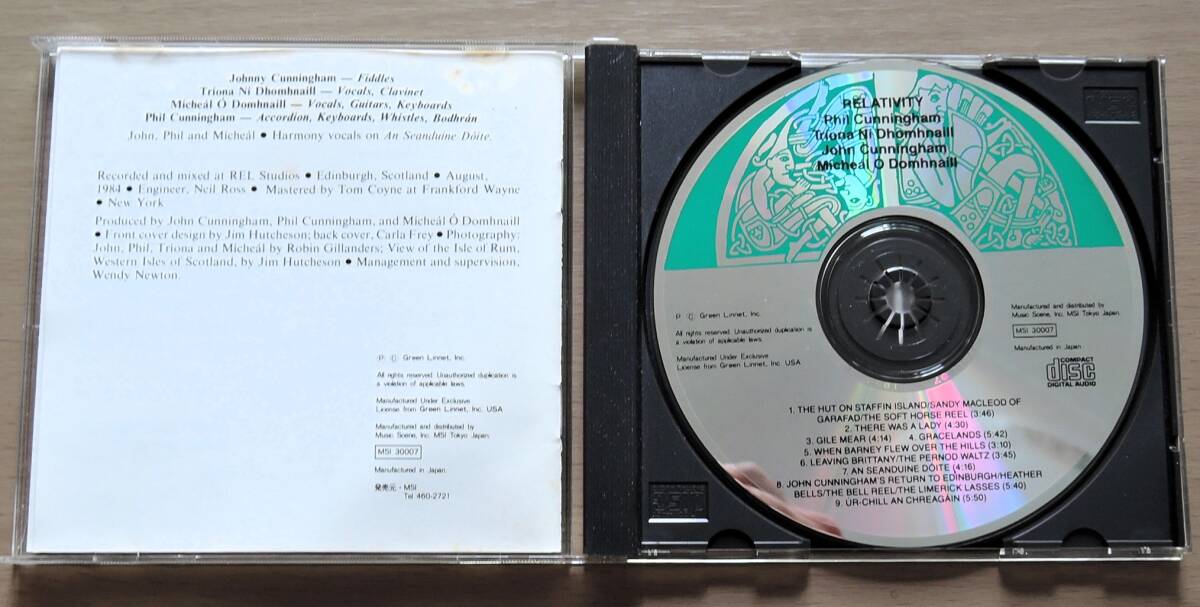 Johnny Cunningham — Fiddles
Tríona Ní Dhomhnaill — Vocals, Clavinet
Micheál Ó Domhnaill — Vocals, Guitars, Keyboards
Phil Cunningham — Accordion, Keyboards, Whistles, Bodhrán
John, Phil and Micheál ● Harmony vocals on An Seanduine Dóite.
Recorded and mixed at REL Studios ● Edinburgh, Scotland ● August,
1984 ● Engineer, Neil Ross ● Mastered by Tom Coyne at Frankford Wayne
● New York
Produced by John Cunningham, Phil Cunningham, and Micheál Ó Domhnaill
● Front cover design by Jim Hutcheson; back cover, Carla Frey ● Photography:
John, Phil, Tríona and Micheál by Robin Gillanders; View of the Isle of Rum,
Western Isles of Scotland, by Jim Hutcheson ● Management and supervision,
Wendy Newton.
Ⓟ Ⓒ Green Linnet, Inc.
All rights reserved. Unauthorized duplication is
a violation of applicable laws.
Manufactured Under Exclusive
License from Green Linnet, Inc. USA
Manufactured and distributed by
Music Scene, Inc. MSI Tokyo Japan.
MSI 30007
Manufactured in Japan.
発売元・MSI
Tel 460-2721
RELATIVITY
Phil Cunningham
Tríona Ní Dhomhnaill
John Cunningham
Micheál Ó Domhnaill
P Ⓒ Green Linnet, Inc.
All rights reserved. Unauthorized duplication is
a violation of applicable laws.
Manufactured Under Exclusive
License from Green Linnet, Inc. USA
Manufactured and distributed by
Music Scene, Inc. MSI Tokyo Japan.
MSI 30007
Manufactured in Japan.
COMPACT
disc
DIGITAL AUDIO
1. THE HUT ON STAFFIN ISLAND/SANDY MACLEOD OF
GARAFAD/THE SOFT HORSE REEL (3:46)
2. THERE WAS A LADY (4:30)
3. GILE MEAR (4:14) 4. GRACELANDS (5:42)
5. WHEN BARNEY FLEW OVER THE HILLS (3:10)
6. LEAVING BRITTANY/THE PERNOD WALTZ (3:45)
7. AN SEANDUINE DÓITE (4:16)
8. JOHN CUNNINGHAM'S RETURN TO EDINBURGH/HEATHER
BELLS/THE BELL REEL/THE LIMERICK LASSES (5:40)
9. ÚR-CHILL AN CHREAGÁIN (5:50)